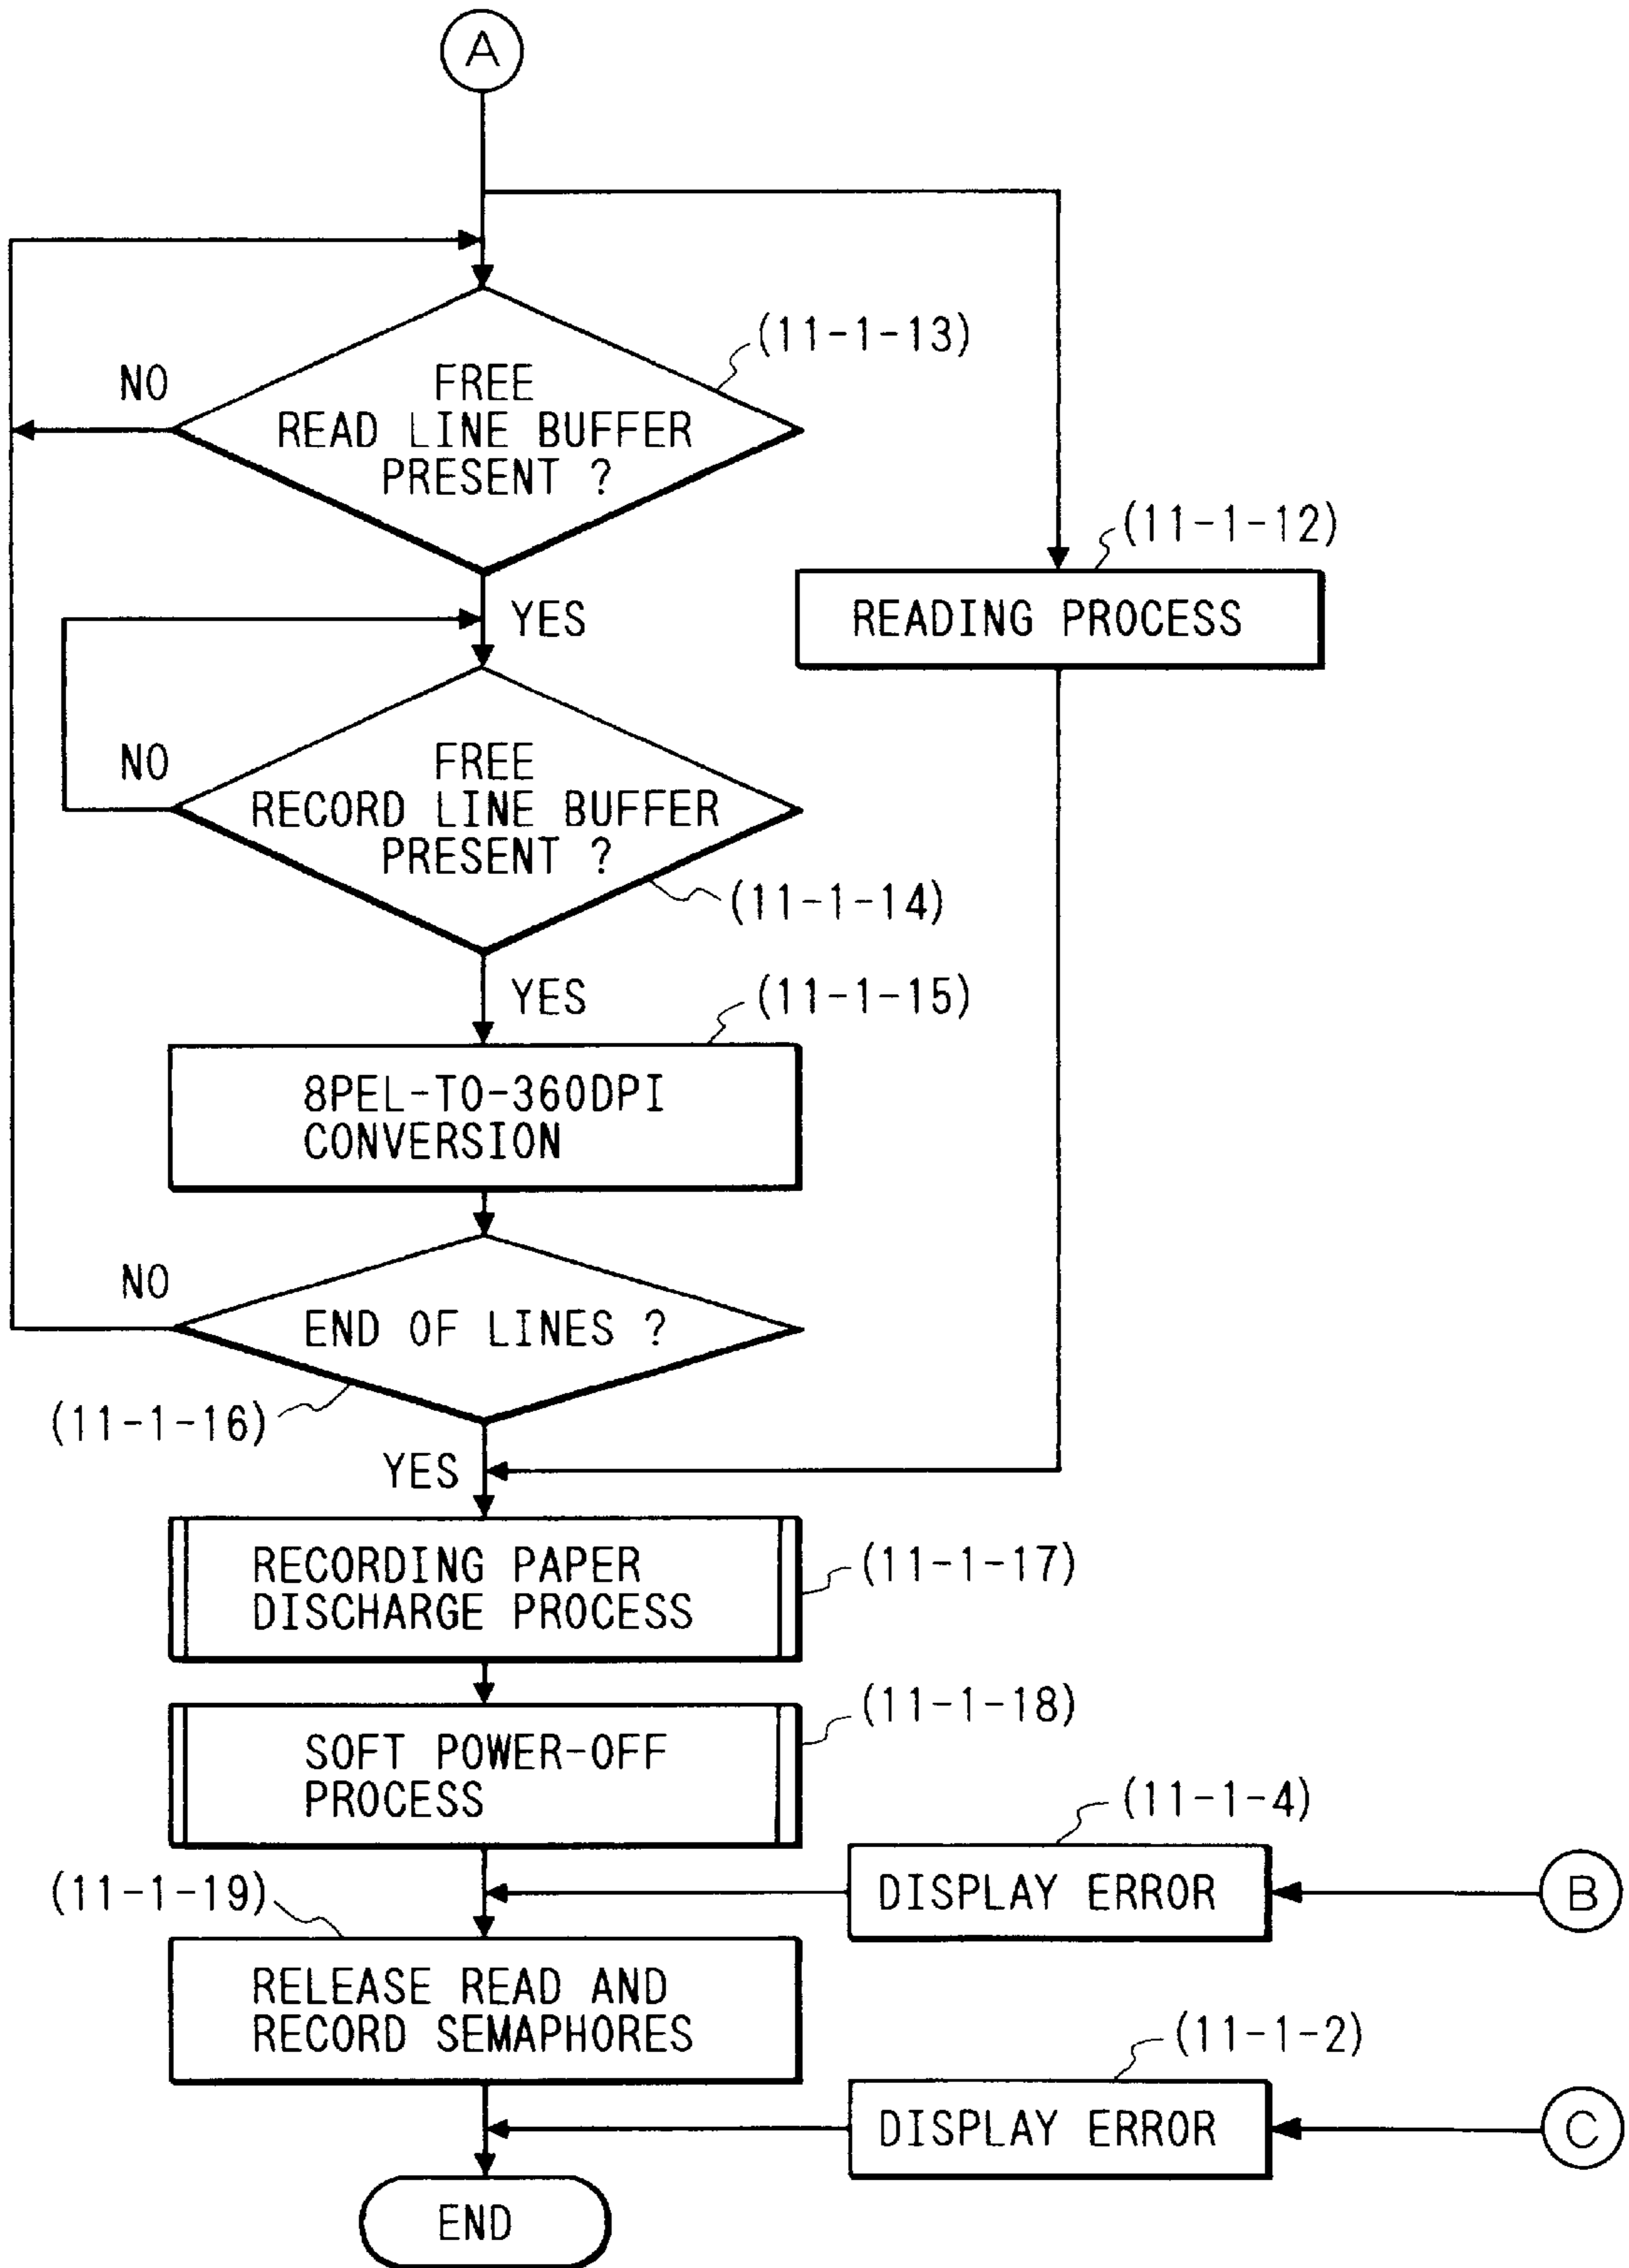 A
(11-1-13)
NO
FREE
READ LINE BUFFER
PRESENT ?
(11-1-12)
YES
READING PROCESS
NO
FREE
RECORD LINE BUFFER
PRESENT ?
(11-1-14)
YES
(11-1-15)
8PEL-TO-360DPI
CONVERSION
NO
END OF LINES ?
(11-1-16)
YES
RECORDING PAPER
DISCHARGE PROCESS
(11-1-17)
(11-1-18)
SOFT POWER-OFF
PROCESS
(11-1-4)
(11-1-19)
DISPLAY ERROR
B
RELEASE READ AND
RECORD SEMAPHORES
(11-1-2)
DISPLAY ERROR
C
END